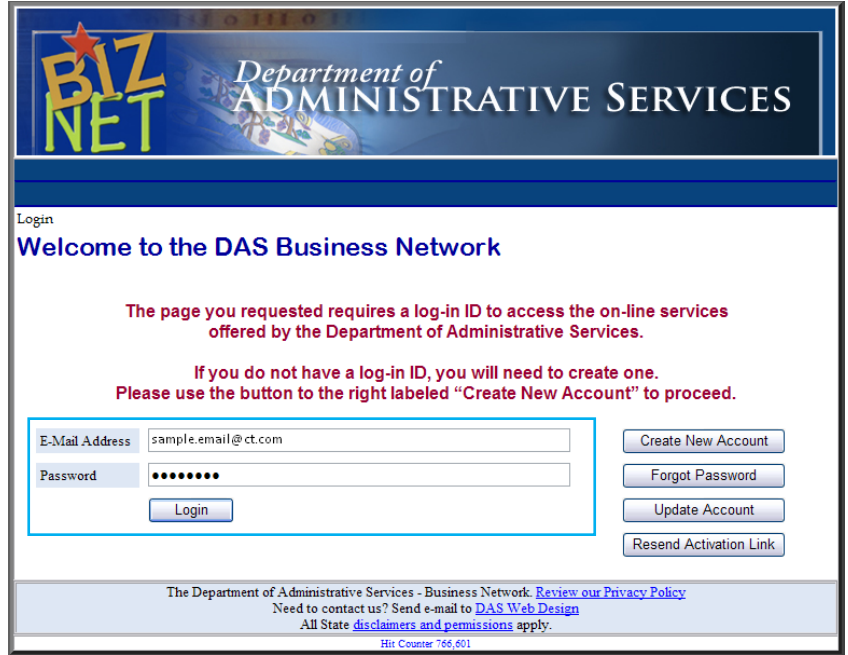 BIZ
NET
Department of
ADMINISTRATIVE SERVICES
Login
Welcome to the DAS Business Network
The page you requested requires a log-in ID to access the on-line services
offered by the Department of Administrative Services.
If you do not have a log-in ID, you will need to create one.
Please use the button to the right labeled “Create New Account” to proceed.
E-Mail Address sample.email@ct.com Create New Account
Password ●●●●●●●● Forgot Password
Login Update Account
Resend Activation Link
The Department of Administrative Services - Business Network. Review our Privacy Policy
Need to contact us? Send e-mail to DAS Web Design
All State disclaimers and permissions apply.
Hit Counter 766,601